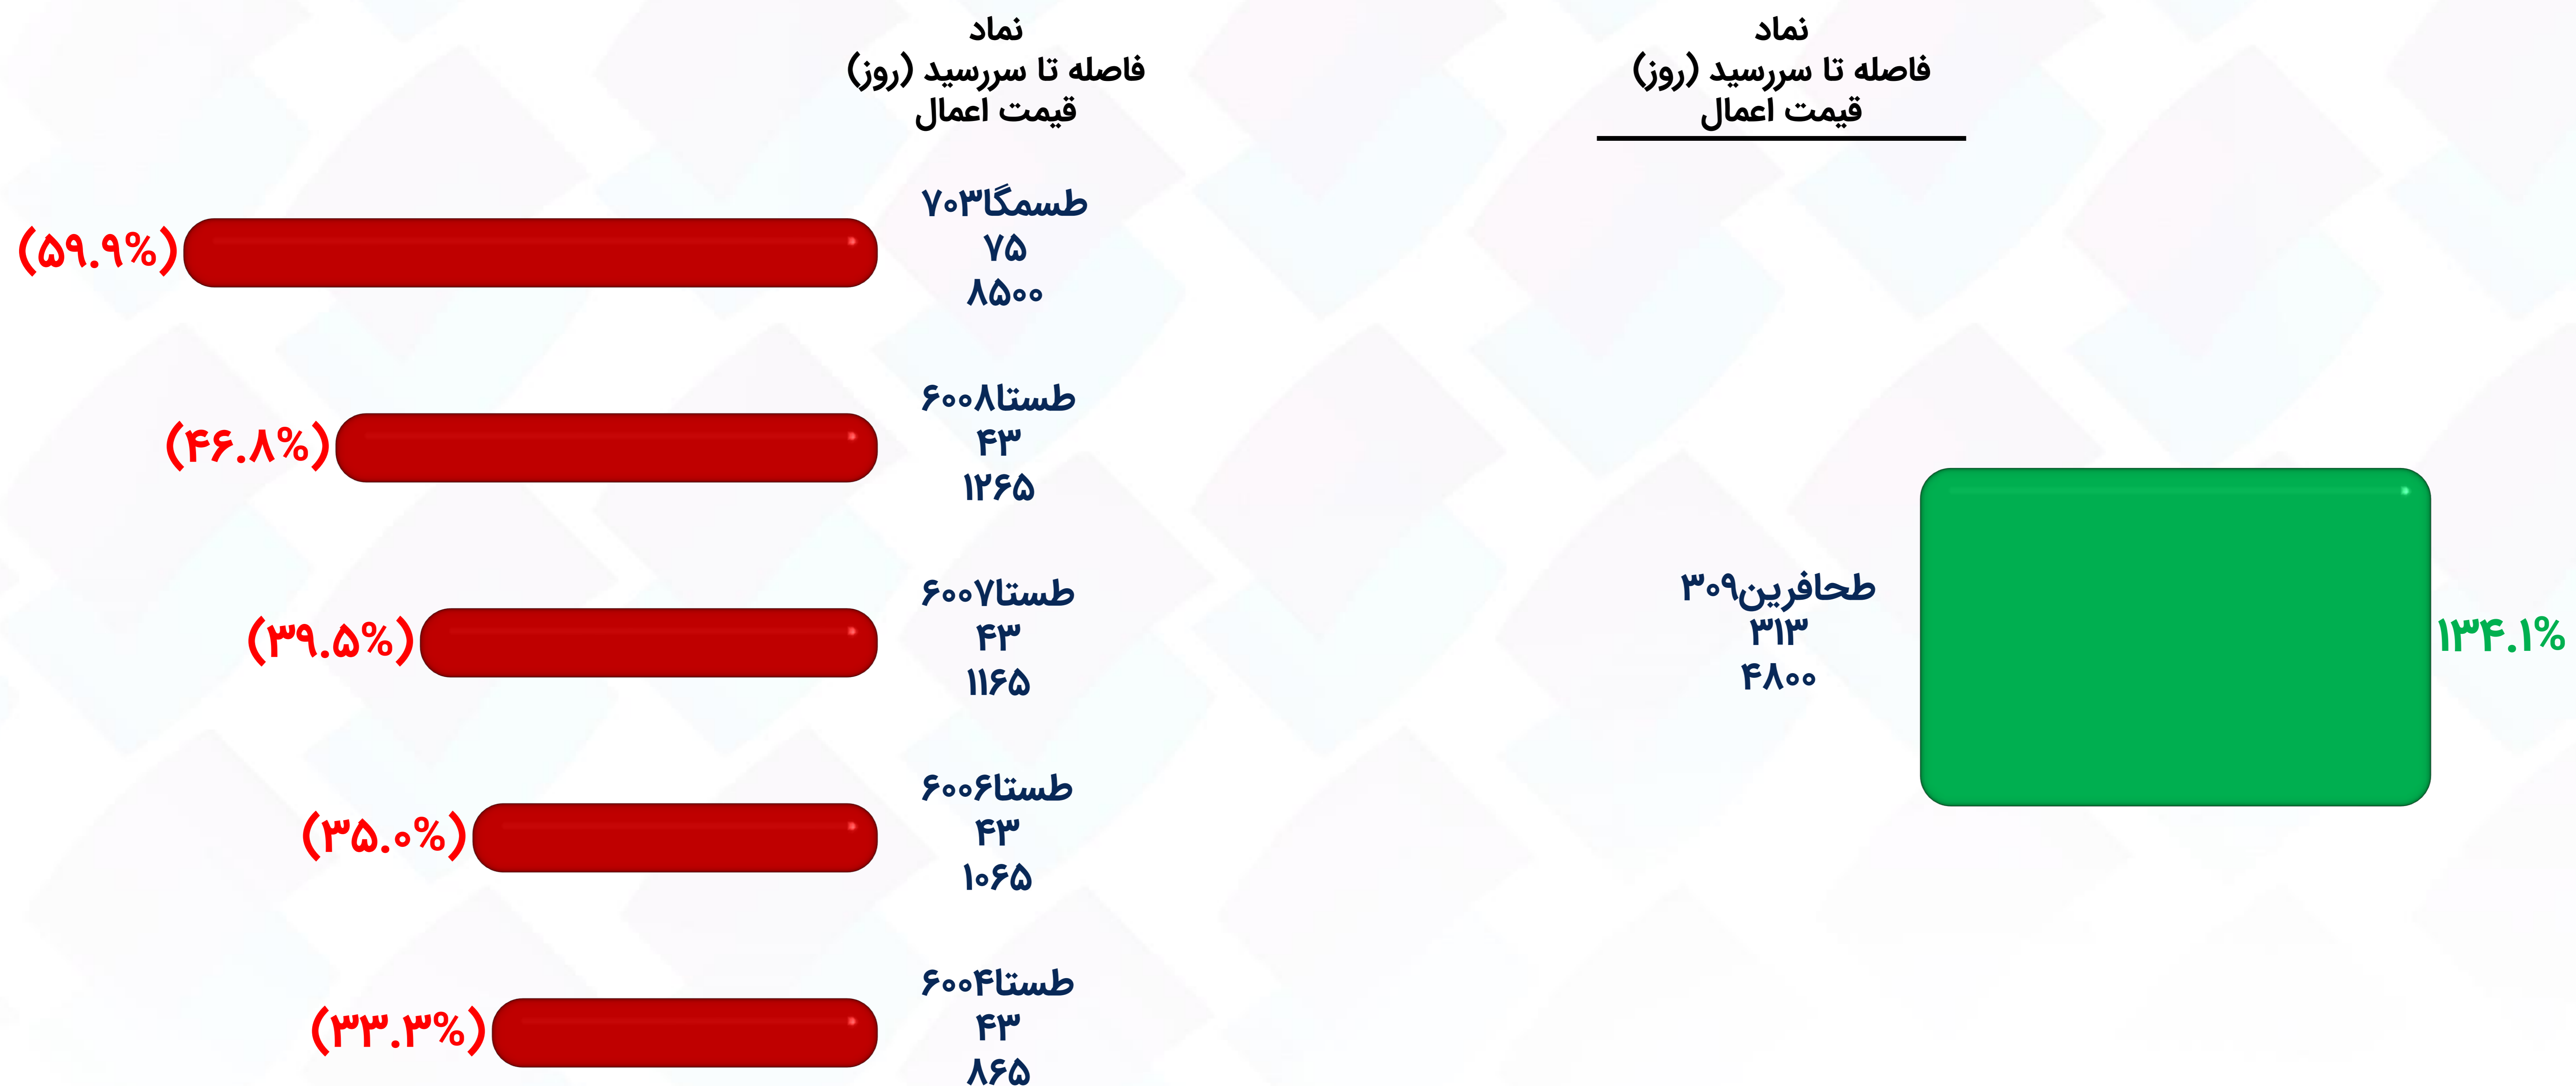 نماد
فاصله تا سررسید (روز)
قیمت اعمال
طحافرین۳۰۹
۳۱۳
۴۸۰۰
۱۳۴.۱%
نماد
فاصله تا سررسید (روز)
قیمت اعمال
طسمگا۷۰۳
۷۵
۸۵۰۰
(۵۹.۹%)
طستا۶۰۰۸
۴۳
۱۲۶۵
(۴۶.۸%)
طستا۶۰۰۷
۴۳
۱۱۶۵
(۳۹.۵%)
طستا۶۰۰۶
۴۳
۱۰۶۵
(۳۵.۰%)
طستا۶۰۰۴
۴۳
۸۶۵
(۳۳.۳%)